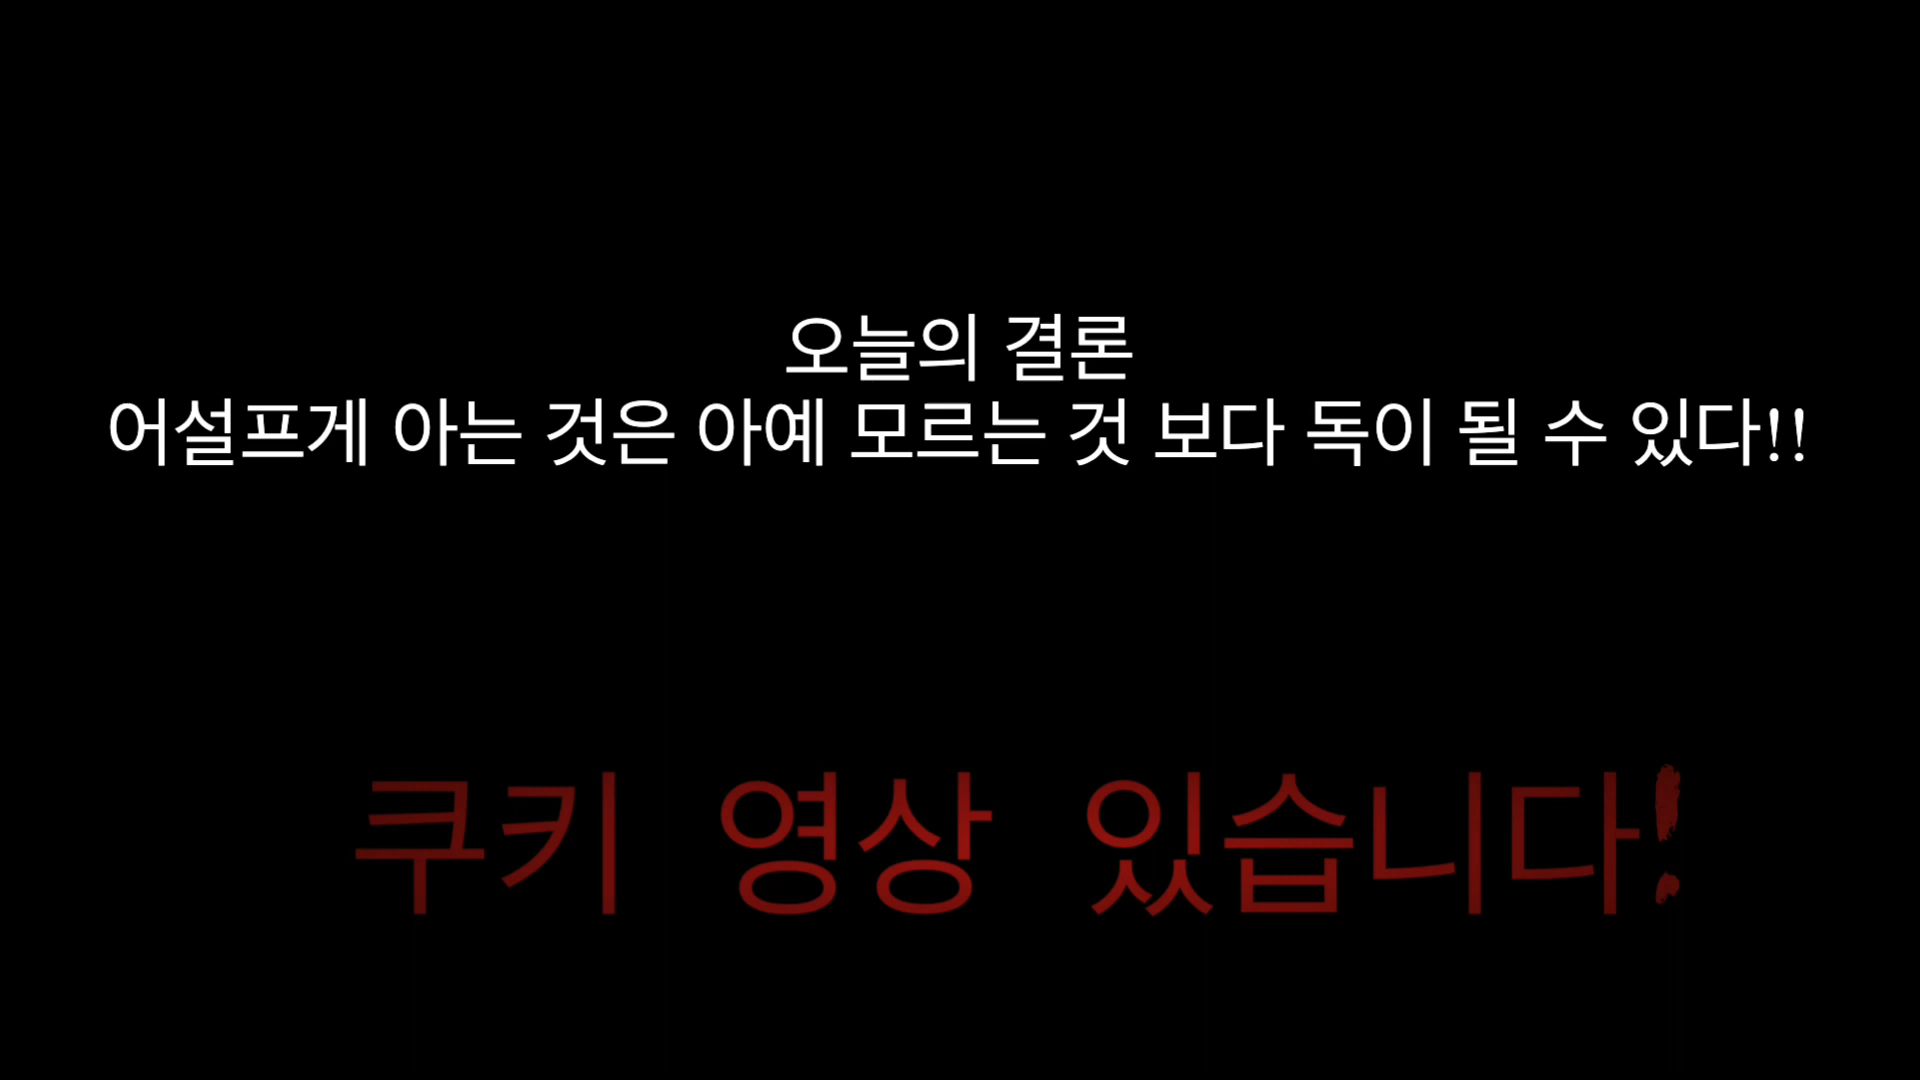 오늘의 결론
어설프게 아는 것은 아예 모르는 것 보다 독이 될 수 있다!!
쿠키 영상 있습니다!